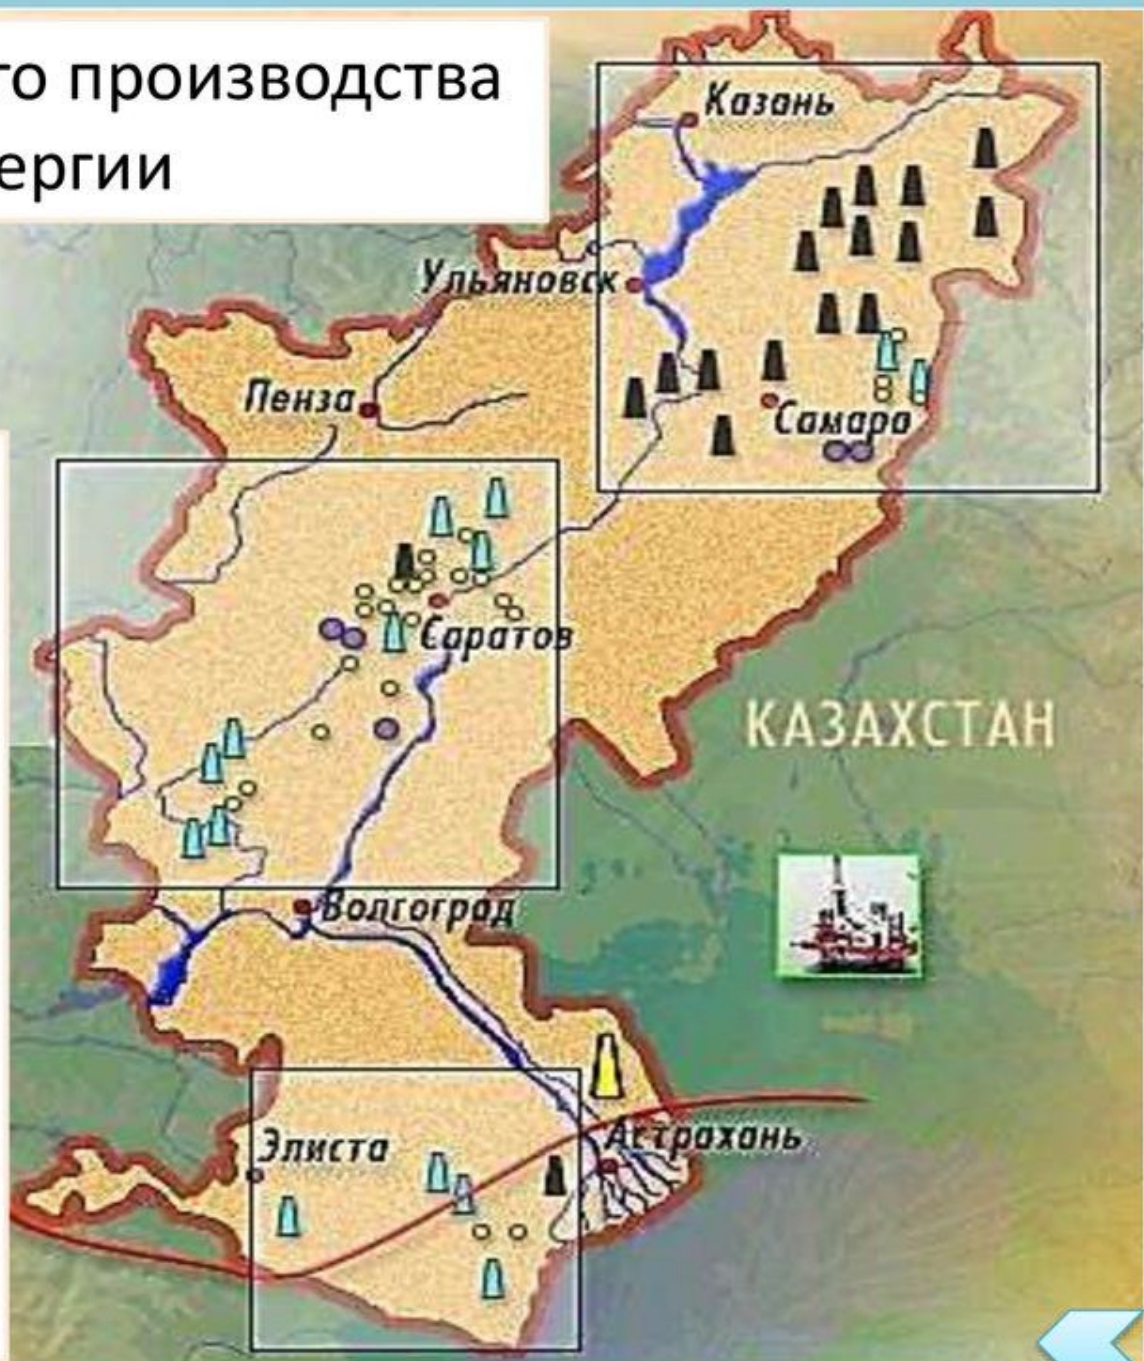 го производства
ергии
Казань
Ульяновск
Пенза
Самара
Саратов
КАЗАХСТАН
Волгоград
Элиста
Астрахань